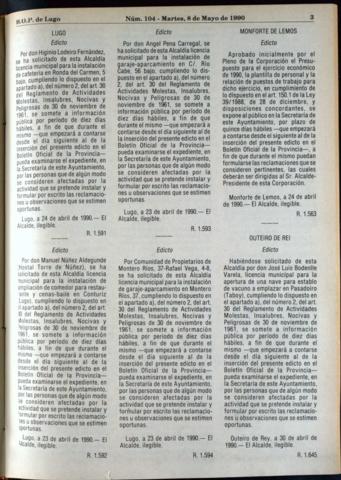 B.O.P. de Lugo
Núm. 104 - Martes, 8 de Mayo de 1990
3
LUGO
Edicto
Por don Higinio Lodeiro Fernández,
se ha solicitado de esta Alcaldía
licencia municipal para la instalación
de cafetería en Ronda del Carmen, 5
bajo, cumpliendo lo dispuesto en el
apartado a), del número 2, del art. 30
del Reglamento de Actividades
Molestas, Insalubres, Nocivas y
Peligrosas de 30 de noviembre de
1961, se somete a información
pública por período de diez días
hábiles, a fin de que durante el
mismo —que empezará a contarse
desde el día siguiente al de la
inserción del presente edicto en el
Boletín Oficial de la Provincia—
pueda examinarse el expediente, en
la Secretaría de este Ayuntamiento,
por las personas que de algún modo
se consideren afectadas por la
actividad que se pretende instalar y
formular por escrito las reclamacio-
nes u observaciones que se estimen
oportunas.
Lugo, a 24 de abril de 1990.— El
Alcalde, ilegible.
R. 1.591
Edicto
Por don Manuel Núñez Aldegunde
(Hostal Torre de Núñez), se ha
solicitado de esta Alcaldía licencia
municipal para la instalación de
ampliación de comedor para restau-
rante y cenas-baile en Conturiz
Lugo, cumpliendo lo dispuesto en
el apartado a), del número 2, del art.
30 del Reglamento de Actividades
Molestas, Insalubres, Nocivas y
Peligrosas de 30 de noviembre de
1961, se somete a información
pública por período de diez días
hábiles, a fin de que durante el
mismo —que empezará a contarse
desde el día siguiente al de la
inserción del presente edicto en el
Boletín Oficial de la Provincia—
pueda examinarse el expediente, en
la Secretaría de este Ayuntamiento,
por las personas que de algún modo
se consideren afectadas por la
actividad que se pretende instalar y
formular por escrito las reclamacio-
nes u observaciones que se estimen
oportunas.
Lugo, a 23 de abril de 1990.— El
Alcalde, ilegible.
R. 1.592
Edicto
Por don Angel Pena Carregal, se
ha solicitado de esta Alcaldía licencia
municipal para la instalación de
garaje-aparcamiento en C/. Río
Cabe, 56 bajo, cumpliendo lo
dispuesto en el apartado a), del
número 2, del art. 30 del Reglamento
de Actividades Molestas, Insalubres,
Nocivas y Peligrosas de 30 de
noviembre de 1961, se somete a
información pública por período de
diez días hábiles, a fin de que durante
el mismo —que empezará a
contarse desde el día siguiente al de
la inserción del presente edicto en el
Boletín Oficial de la Provincia—
pueda examinarse el expediente, en
la Secretaría de este Ayuntamiento,
por las personas que de algún modo
se consideren afectadas por la
actividad que se pretende instalar y
formular por escrito las reclamacio-
nes u observaciones que se estimen
oportunas.
Lugo, a 23 de abril de 1990.— El
Alcalde, ilegible.
R. 1.593
Edicto
Por Comunidad de Propietarios de
Montero Ríos, 37-Rafael Vega, 4-8,
se ha solicitado de esta Alcaldía
licencia municipal para la instalación
de garaje-aparcamiento en Montero
Ríos, 37, cumpliendo lo dispuesto en
el apartado a), del número 2, del art.
30 del Reglamento de Actividades
Molestas, Insalubres, Nocivas y
Peligrosas de 30 de noviembre de
1961, se somete a información
pública por período de diez días
hábiles, a fin de que durante el
mismo —que empezará a contarse
desde el día siguiente al de la
inserción del presente edicto en el
Boletín Oficial de la Provincia—
pueda examinarse el expediente, en
la Secretaría de este Ayuntamiento,
por las personas que de algún modo
se consideren afectadas por la
actividad que se pretende instalar y
formular por escrito las reclamacio-
nes u observaciones que se estimen
oportunas.
Lugo, a 23 de abril de 1990.— El
Alcalde, ilegible.
R. 1.594
MONFORTE DE LEMOS
Edicto
Aprobado inicialmente por el
Pleno de la Corporación el Presu-
puesto para el ejercicio económico
de 1990, la plantilla de personal y la
relación de puestos de trabajo para
dicho ejercicio, en cumplimiento de
lo dispuesto en el art. 150.1 de la Ley
39/1988, de 28 de diciembre, y
disposiciones concordantes, se
expone al público en la Secretaría de
este Ayuntamiento, por plazo de
quince días hábiles —que empezará
a contarse desde el siguiente al de la
inserción del presente edicto en el
Boletín Oficial de la Provincia—, a
fin de que durante el mismo puedan
formularse las reclamaciones que se
consideren pertinentes, las cuales
deberán ser dirigidas al Sr. Alcalde-
Presidente de esta Corporación.
Monforte de Lemos, a 24 de abril
de 1990.— El Alcalde, ilegible.
R. 1.563
OUTEIRO DE REI
Edicto
Habiéndose solicitado de esta
Alcaldía por don José Luis Bodelle
Varela, licencia municipal para la
apertura de una nave para establo
de vacuno a emplazar en Pacadoiro
(Taboy), cumpliendo lo dispuesto en
el apartado a), número 2, del art.
30 del Reglamento de Actividades
Molestas, Insalubres, Nocivas y
Peligrosas de 30 de noviembre de
1961, se somete a información
pública por período de diez días
hábiles, a fin de que durante el
mismo —que empezará a contarse
desde el día siguiente al de la
inserción del presente edicto en el
Boletín Oficial de la Provincia—
pueda examinarse el expediente, en
la Secretaría de este Ayuntamiento,
por las personas que de algún modo
se consideren afectadas por la
actividad que se pretende instalar y
formular por escrito las reclamacio-
nes u observaciones que se estimen
oportunas.
Outeiro de Rey, a 30 de abril de
1990.— El Alcalde, ilegible.
R. 1.645